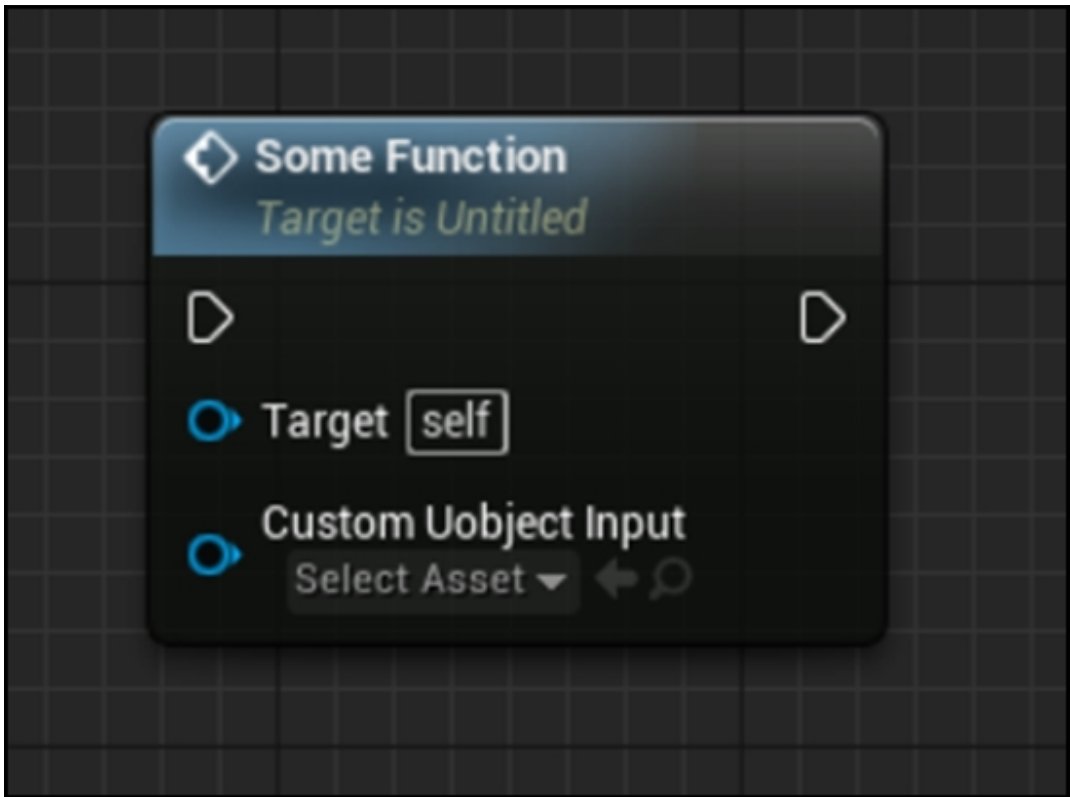 Some Function
Target is Untitled
Target self
Custom Uobject Input
Select Asset